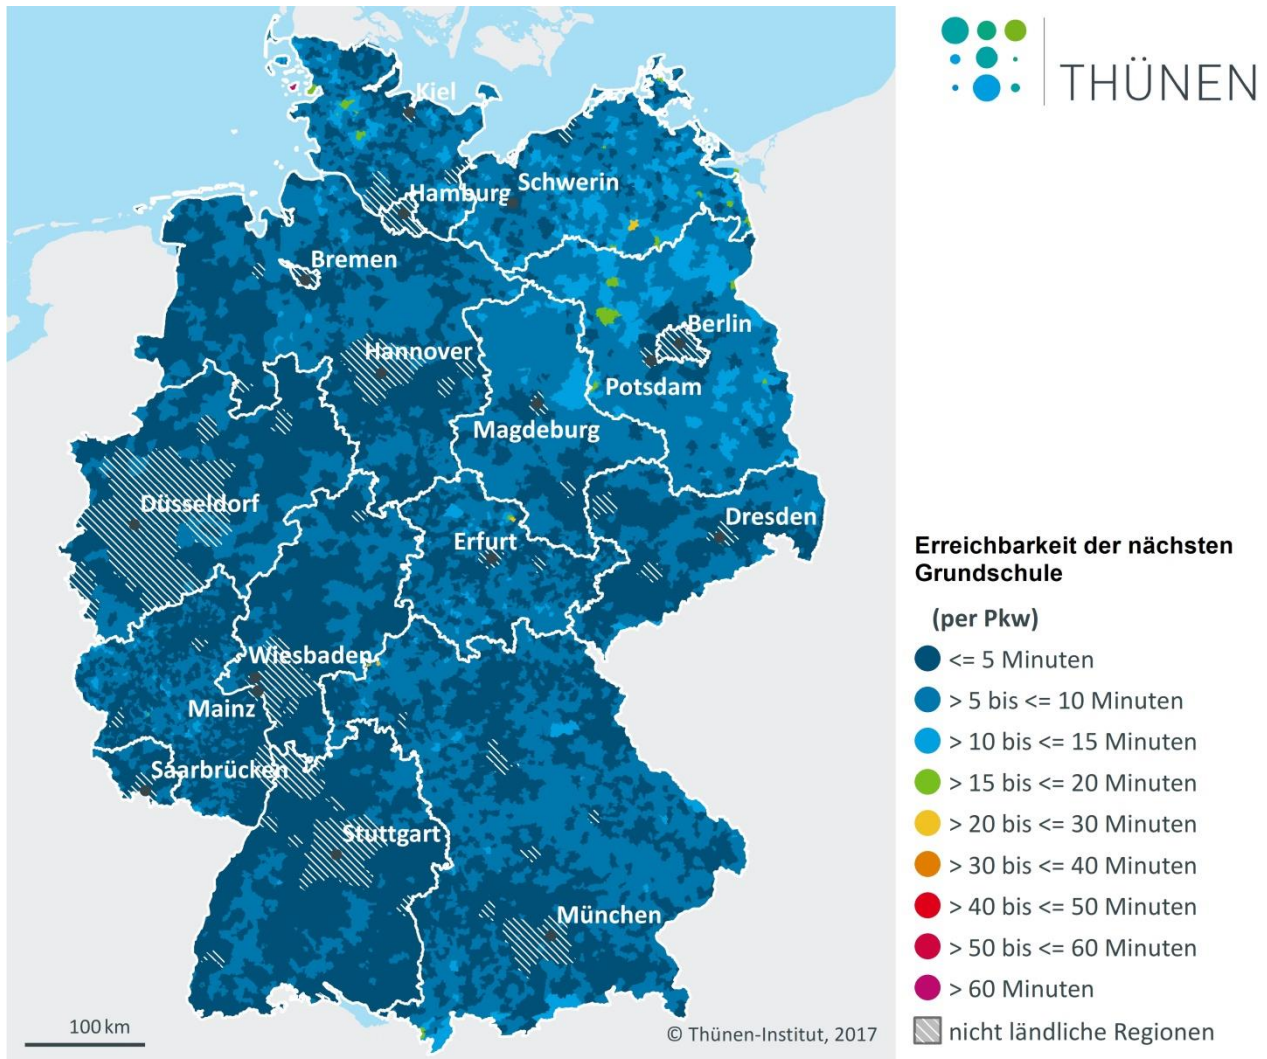 THÜNEN
Kiel
Schwerin
Hamburg
Bremen
Berlin
Hannover
Potsdam
Magdeburg
Düsseldorf
Dresden
Erfurt
Wiesbaden
Mainz
Saarbrücken
Stuttgart
München
100 km
© Thünen-Institut, 2017
Erreichbarkeit der nächsten
Grundschule
(per Pkw)
<= 5 Minuten
> 5 bis <= 10 Minuten
> 10 bis <= 15 Minuten
> 15 bis <= 20 Minuten
> 20 bis <= 30 Minuten
> 30 bis <= 40 Minuten
> 40 bis <= 50 Minuten
> 50 bis <= 60 Minuten
> 60 Minuten
nicht ländliche Regionen